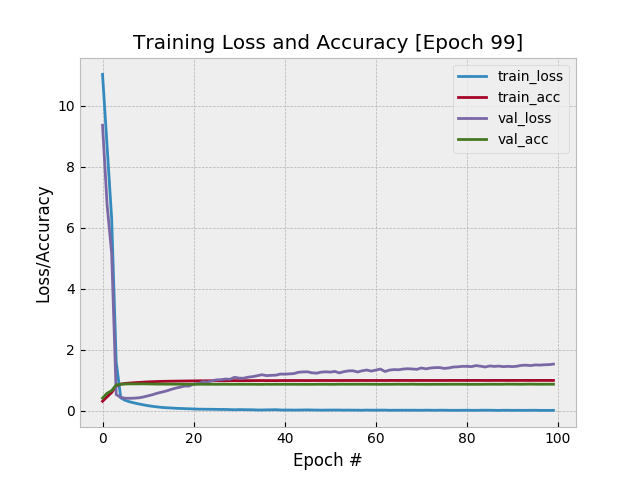 Training Loss and Accuracy [Epoch 99]
train_loss
train_acc
val_loss
val_acc
Loss/Accuracy
10
8
6
4
2
0
0 20 40 60 80 100
Epoch #